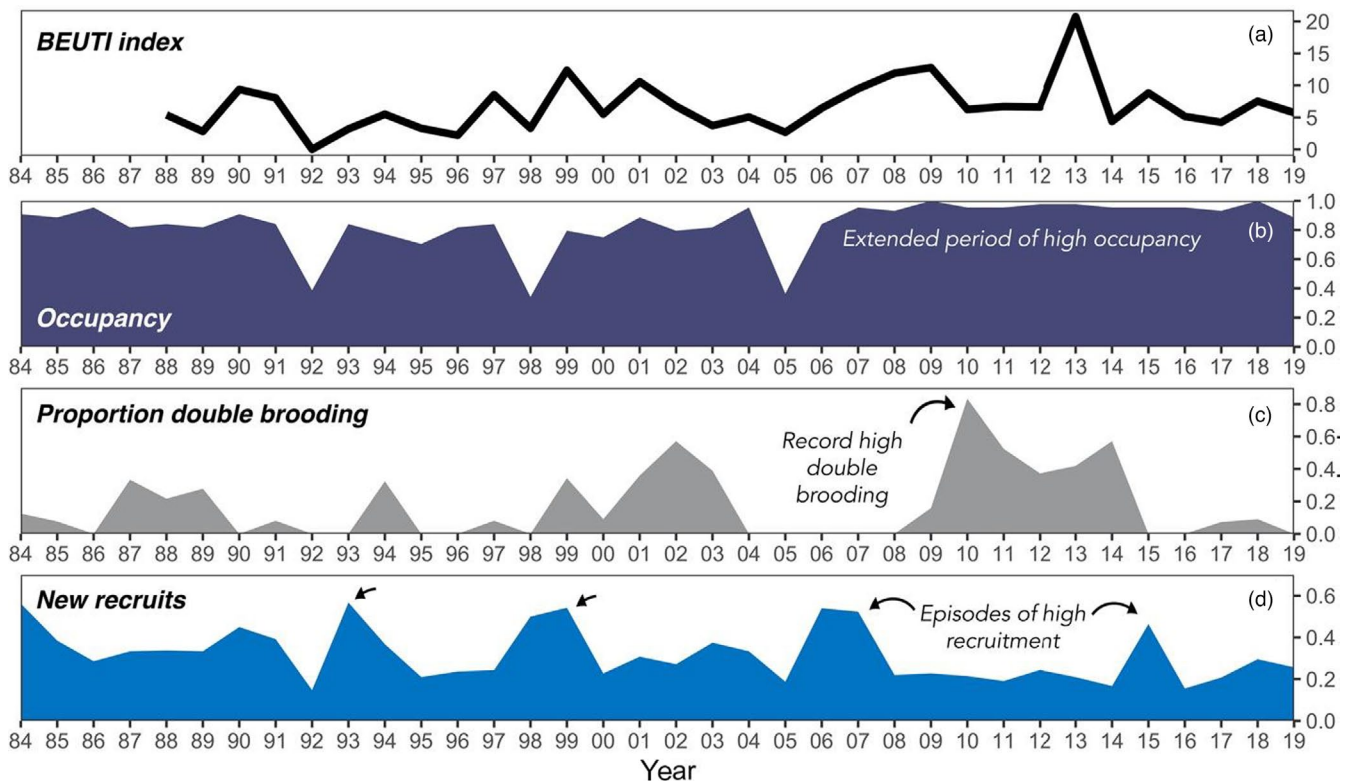 BEUTI index
(a)
20
15
10
5
0
84 85 86 87 88 89 90 91 92 93 94 95 96 97 98 99 00 01 02 03 04 05 06 07 08 09 10 11 12 13 14 15 16 17 18 19
1.0
Extended period of high occupancy
(b)
0.8
0.6
0.4
Occupancy
0.2
0.0
84 85 86 87 88 89 90 91 92 93 94 95 96 97 98 99 00 01 02 03 04 05 06 07 08 09 10 11 12 13 14 15 16 17 18 19
Proportion double brooding
(c)
0.8
Record high
double
brooding
0.6
0.4
0.2
0.0
84 85 86 87 88 89 90 91 92 93 94 95 96 97 98 99 00 01 02 03 04 05 06 07 08 09 10 11 12 13 14 15 16 17 18 19
New recruits
(d)
0.6
Episodes of high
recruitment
0.4
0.2
0.0
84 85 86 87 88 89 90 91 92 93 94 95 96 97 98 99 00 01 02 03 04 05 06 07 08 09 10 11 12 13 14 15 16 17 18 19
Year